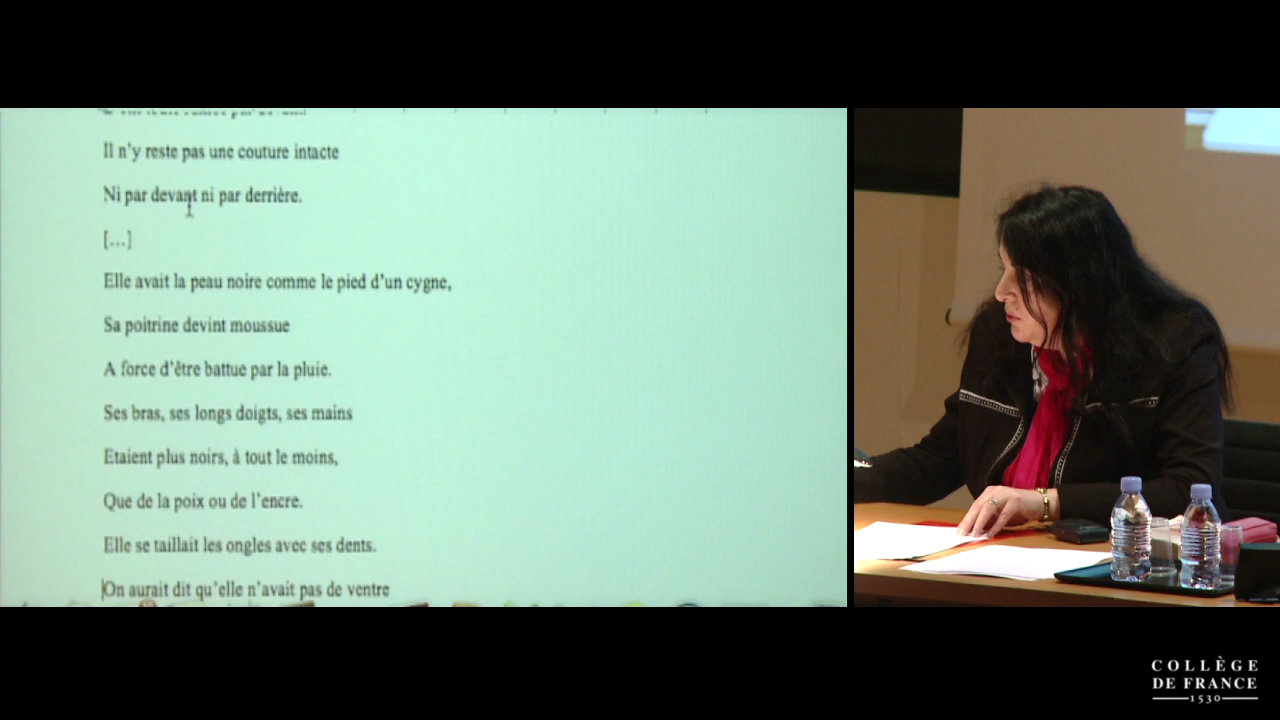 Il n'y reste pas une couture intacte
Ni par devant ni par derrière.
[...]
Elle avait la peau noire comme le pied d'un cygne,
Sa poitrine devint moussue
A force d'être battue par la pluie.
Ses bras, ses longs doigts, ses mains
Etaient plus noirs, à tout le moins,
Que de la poix ou de l'encre.
Elle se taillait les ongles avec ses dents.
On aurait dit qu'elle n'avait pas de ventre
COLLÈGE
DE FRANCE
1530